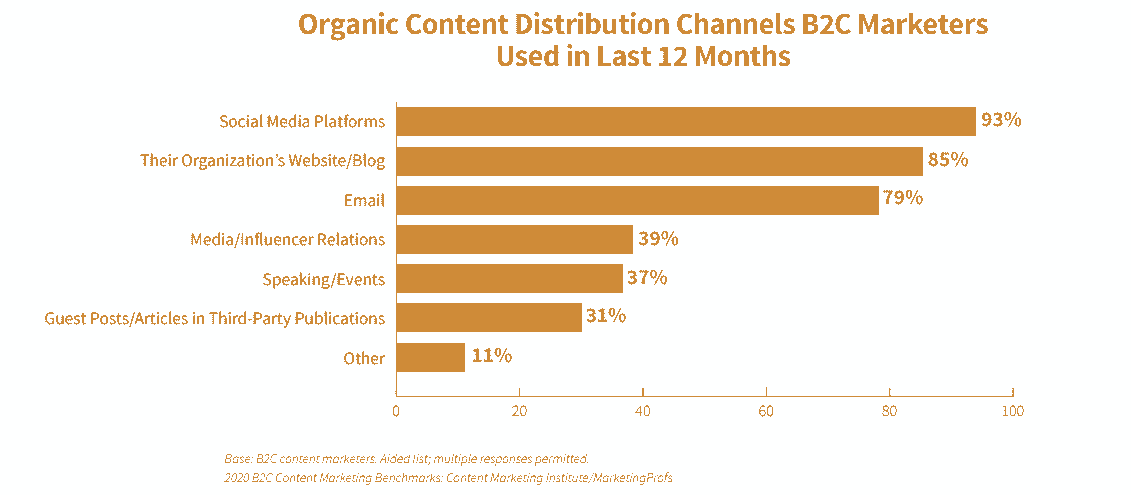 Organic Content Distribution Channels B2C Marketers
Used in Last 12 Months
Social Media Platforms 93%
Their Organization's Website/Blog 85%
Email 79%
Media/Influencer Relations 39%
Speaking/Events 37%
Guest Posts/Articles in Third-Party Publications 31%
Other 11%
0 20 40 60 80 100
Base: B2C content marketers. Aided list; multiple responses permitted.
2020 B2C Content Marketing Benchmarks: Content Marketing Institute/MarketingProfs